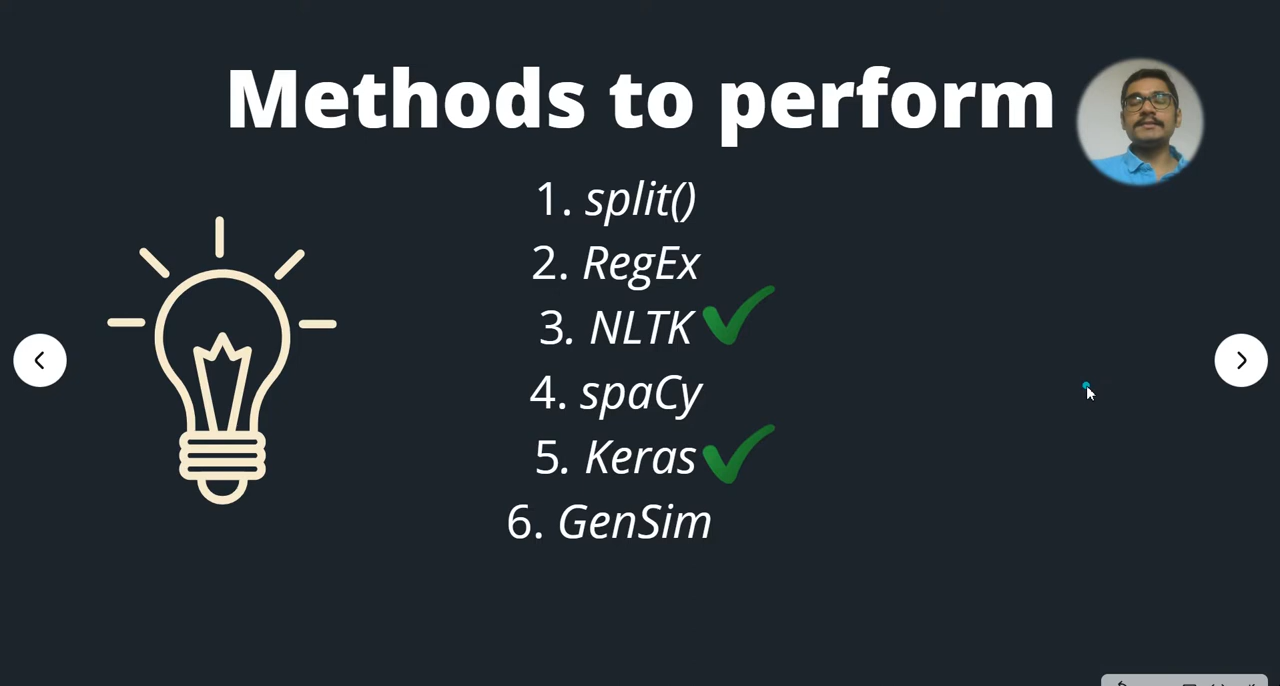 Methods to perform
1. split()
2. RegEx
3. NLTK
4. spaCy
5. Keras
6. GenSim